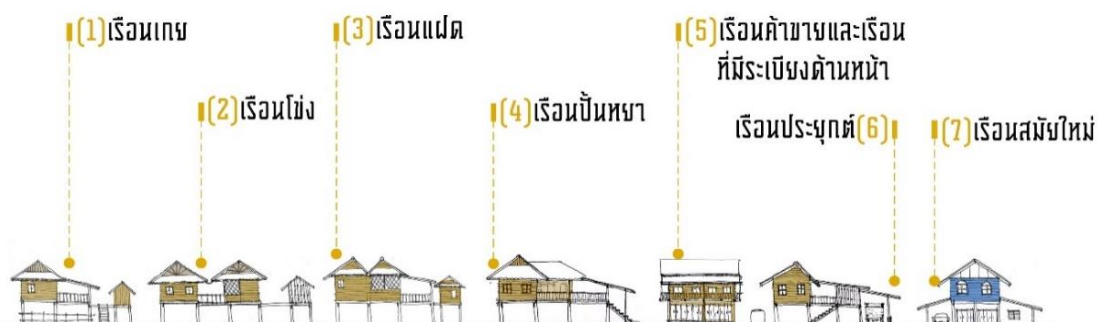 (1)เรือนเกย
(2)เรือนโข่ง
(3)เรือนแฝด
(4)เรือนปั้นหยา
(5)เรือนค้าขายและเรือน
ที่มีระเบียงด้านหน้า
เรือนประยุกต์(6)
(7)เรือนสมัยใหม่